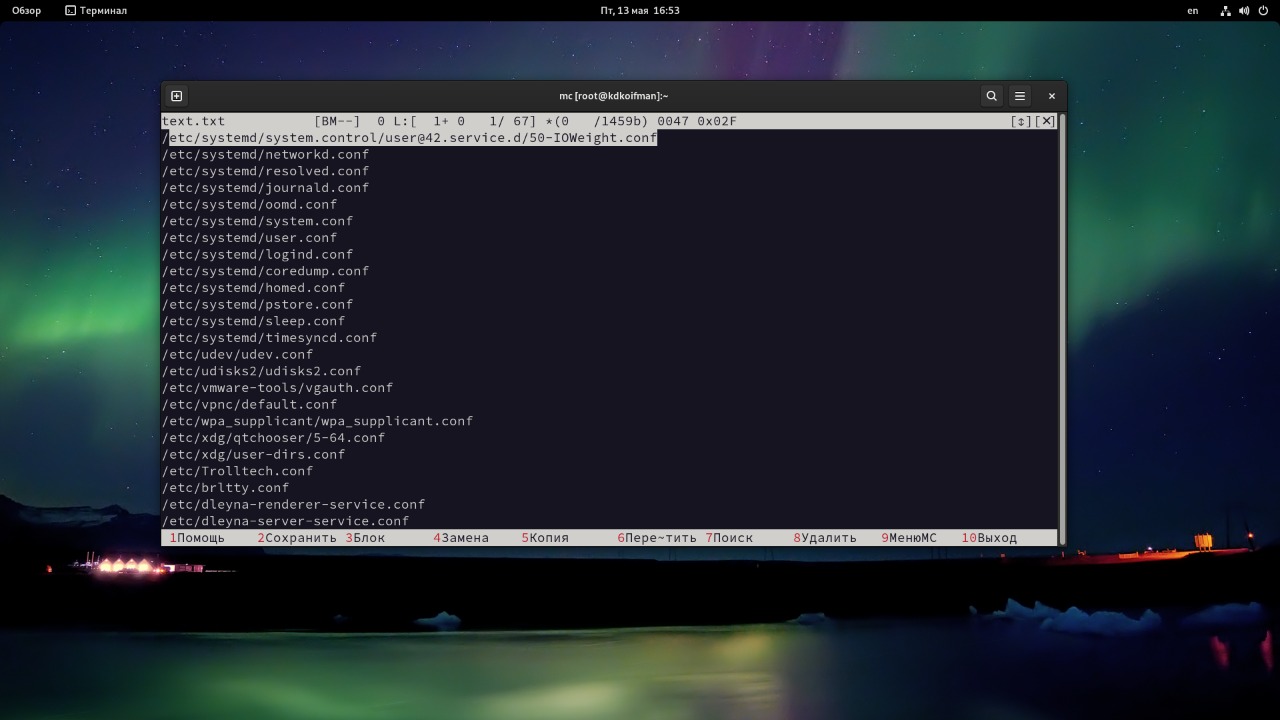 Обзор Терминал Пт, 13 мая 16:53 en
mc [root@kdkoifman]:~
text.txt [BM--] 0 L:[ 1+ 0 1/ 67] *(0 /1459b) 0047 0x02F [↕][X]
/etc/systemd/system.control/user@42.service.d/50-IOWeight.conf
/etc/systemd/networkd.conf
/etc/systemd/resolved.conf
/etc/systemd/journald.conf
/etc/systemd/oomd.conf
/etc/systemd/system.conf
/etc/systemd/user.conf
/etc/systemd/logind.conf
/etc/systemd/coredump.conf
/etc/systemd/homed.conf
/etc/systemd/pstore.conf
/etc/systemd/sleep.conf
/etc/systemd/timesyncd.conf
/etc/udev/udev.conf
/etc/udisks2/udisks2.conf
/etc/vmware-tools/vgauth.conf
/etc/vpnc/default.conf
/etc/wpa_supplicant/wpa_supplicant.conf
/etc/xdg/qtchooser/5-64.conf
/etc/xdg/user-dirs.conf
/etc/Trolltech.conf
/etc/brltty.conf
/etc/dleyna-renderer-service.conf
/etc/dleyna-server-service.conf
1Помощь 2Сохранить 3Блок 4Замена 5Копия 6Пере~тить 7Поиск 8Удалить 9МенюMC 10Выход